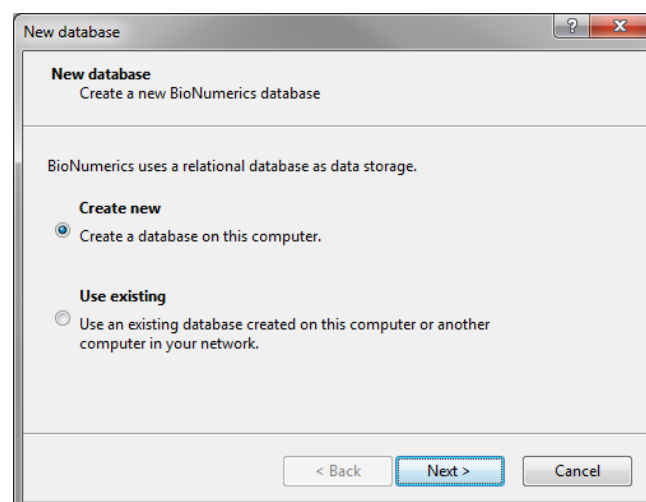 New database
New database
Create a new BioNumerics database
BioNumerics uses a relational database as data storage.
Create new
Create a database on this computer.
Use existing
Use an existing database created on this computer or another
computer in your network.
< Back
Next >
Cancel